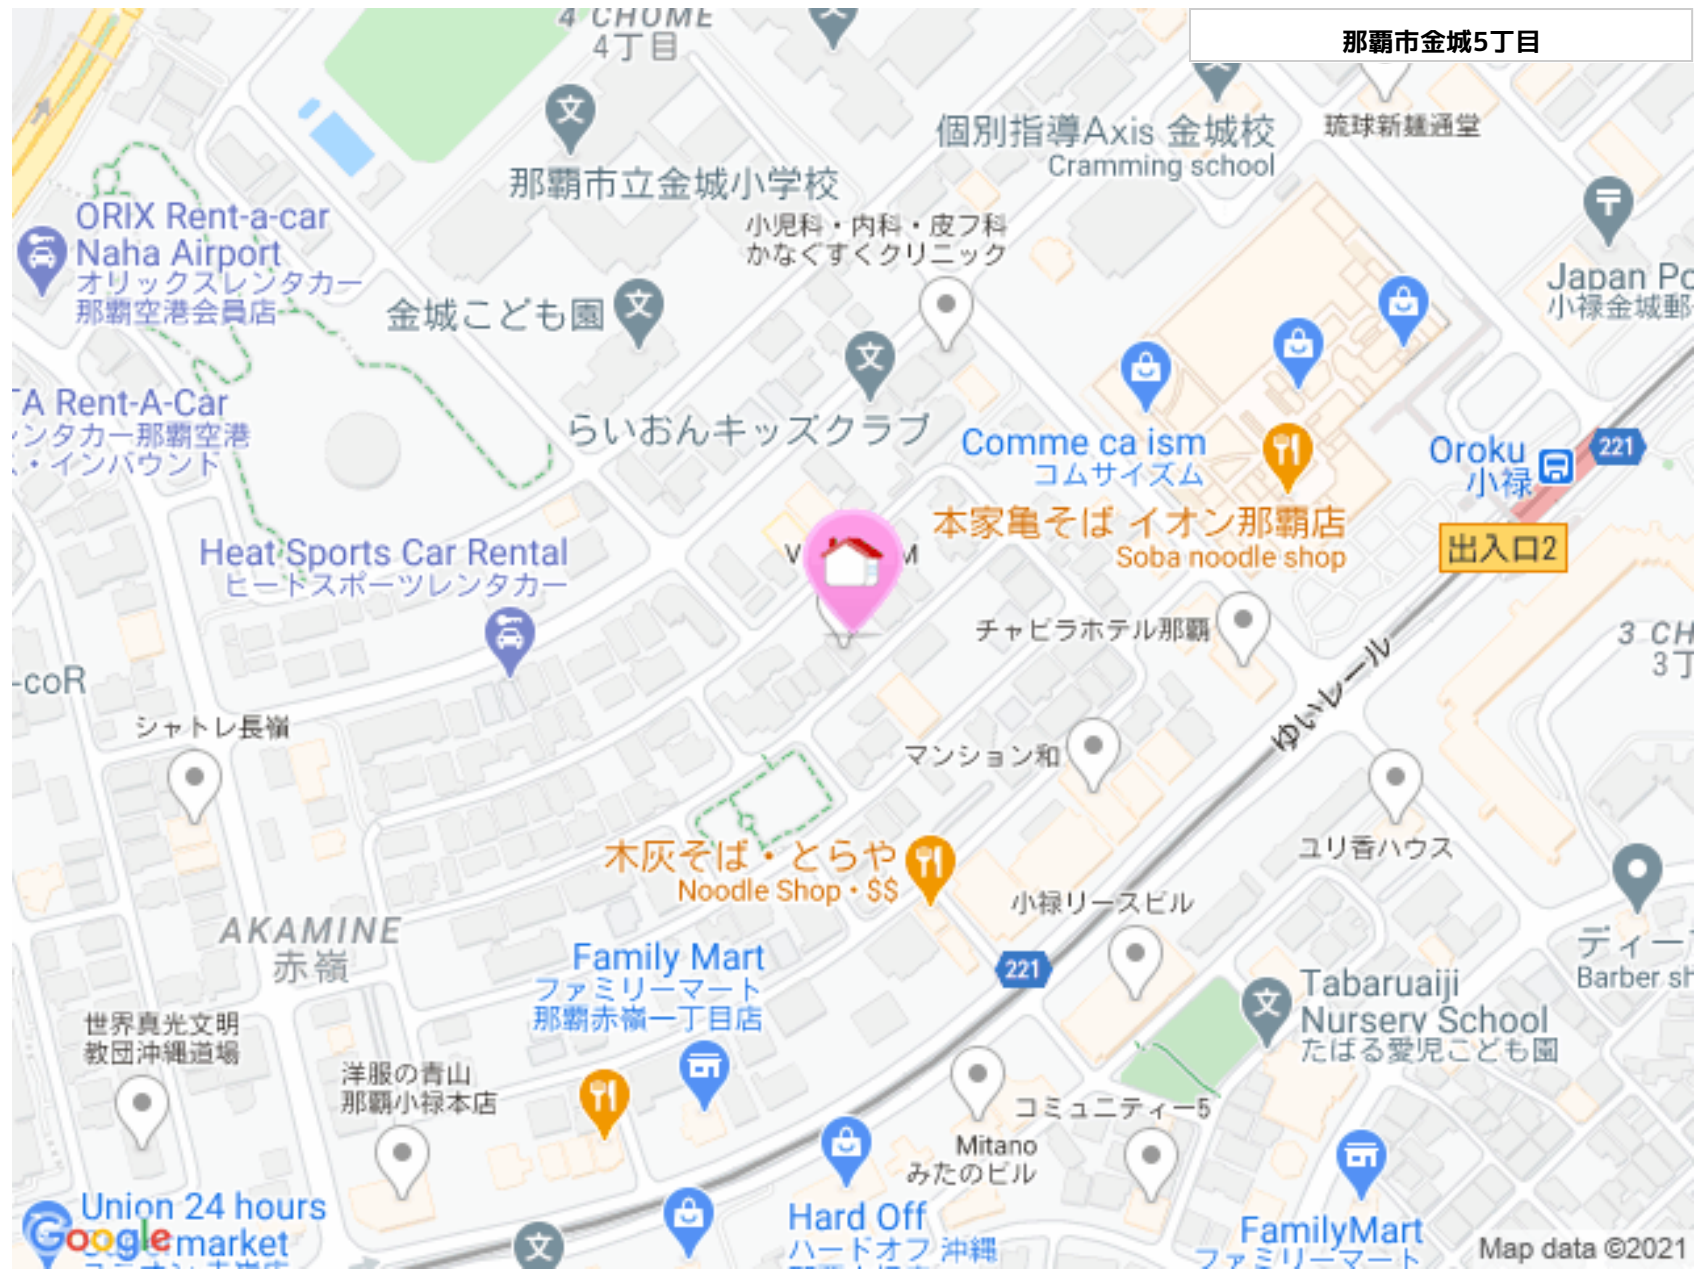 4 CHOME
4丁目
那覇市金城5丁目
那覇市立金城小学校
個別指導Axis 金城校
Cramming school
琉球新麺通堂
ORIX Rent-a-car
Naha Airport
オリックスレンタカー
那覇空港会員店
小児科・内科・皮フ科
かなぐすくクリニック
Japan Po
小禄金城郵
金城こども園
TA Rent-A-Car
レンタカー那覇空港
ス・インバウンド
らいおんキッズクラブ
Comme ca ism
コムサイズム
Oroku
小禄
221
本家亀そば イオン那覇店
Soba noodle shop
出入口2
Heat Sports Car Rental
ヒートスポーツレンタカー
チャビラホテル那覇
3 CH
3丁
-coR
シャトレ長嶺
ゆいレール
マンション和
ユリ香ハウス
木灰そば・とらや
Noodle Shop・$$
小禄リースビル
AKAMINE
赤嶺
Family Mart
ファミリーマート
那覇赤嶺一丁目店
221
ディー
Barber sh
Tabaruaiji
Nursery School
たばる愛児こども園
世界真光文明
教団沖縄道場
洋服の青山
那覇小禄本店
コミュニティー5
Mitano
みたのビル
Union 24 hours
market
Google
Hard Off
ハードオフ 沖縄
FamilyMart
ファミリーマート
Map data ©2021